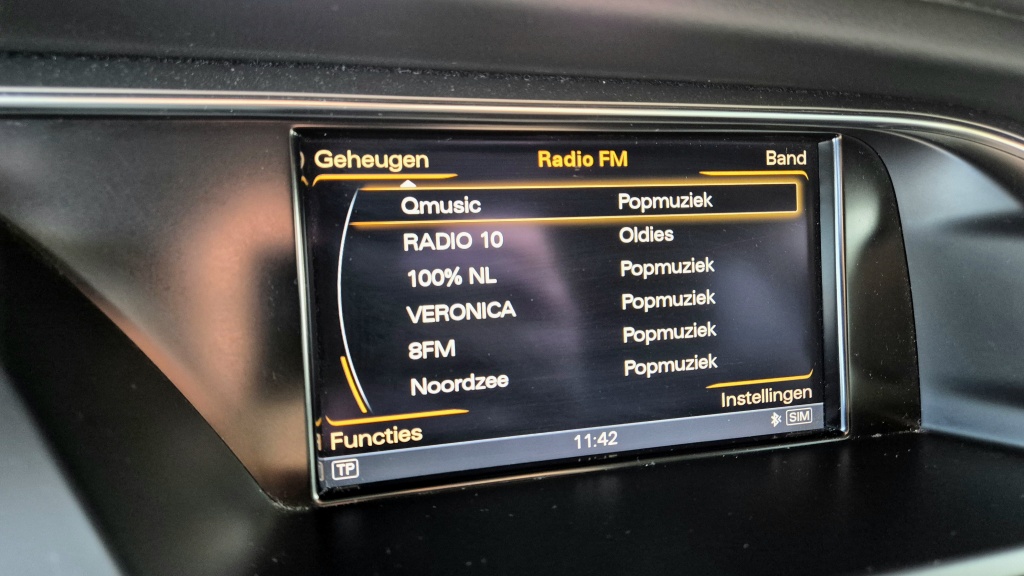 Geheugen Radio FM Band
Qmusic Popmuziek
RADIO 10 Oldies
100% NL Popmuziek
VERONICA Popmuziek
8FM Popmuziek
Noordzee Popmuziek
Instellingen
Functies
TP 11:42 SIM